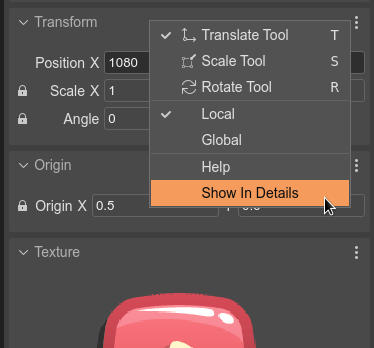 Transform
Translate Tool T
Position X 1080
Scale Tool S
Scale X 1
Rotate Tool R
Angle 0
Local
Global
Origin
Help
Show In Details
Origin X 0.5
Texture